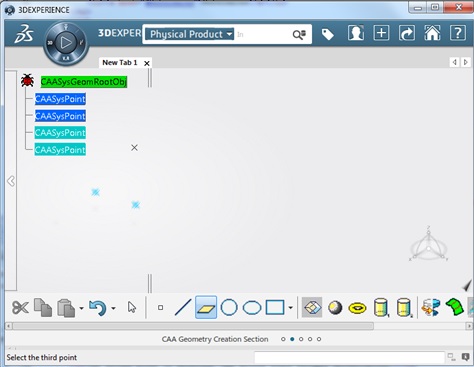 3DEXPERIENCE
3DEXPER
Physical Product
In
New Tab 1
CAASysGeomRootObj
CAASysPoint
CAASysPoint
CAASysPoint
CAASysPoint
CAA Geometry Creation Section
Select the third point